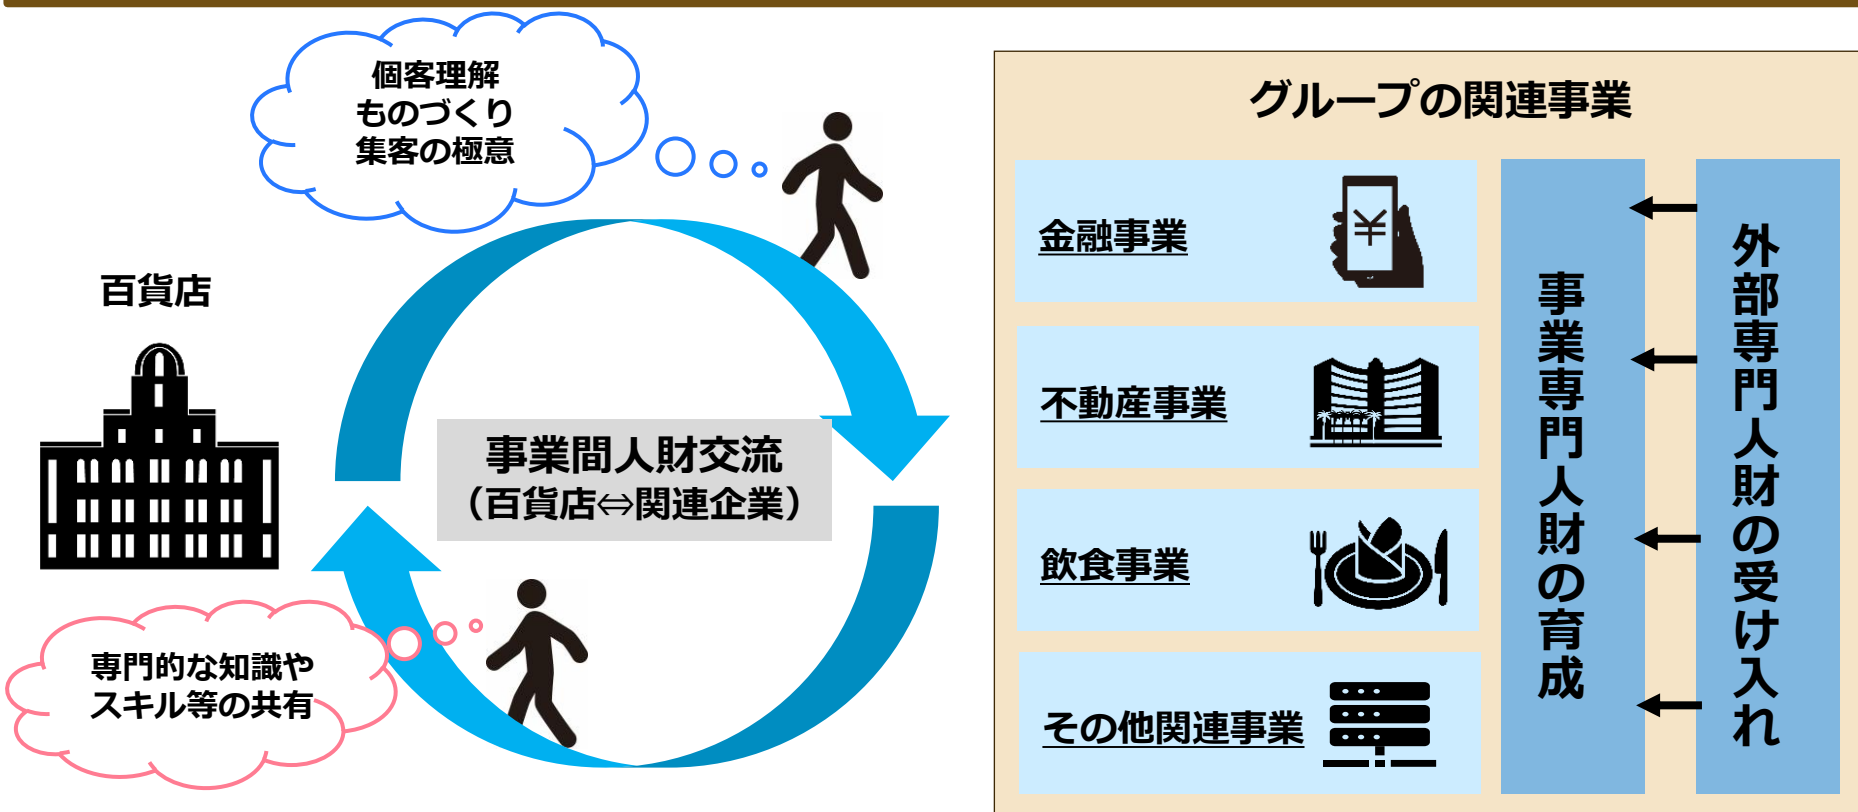 個客理解
ものづくり
集客の極意
百貨店
事業間人財交流
（百貨店⇔関連企業）
専門的な知識や
スキル等の共有
グループの関連事業
金融事業
¥
不動産事業
飲食事業
その他関連事業
事業専門人財の育成
外部専門人財の受け入れ